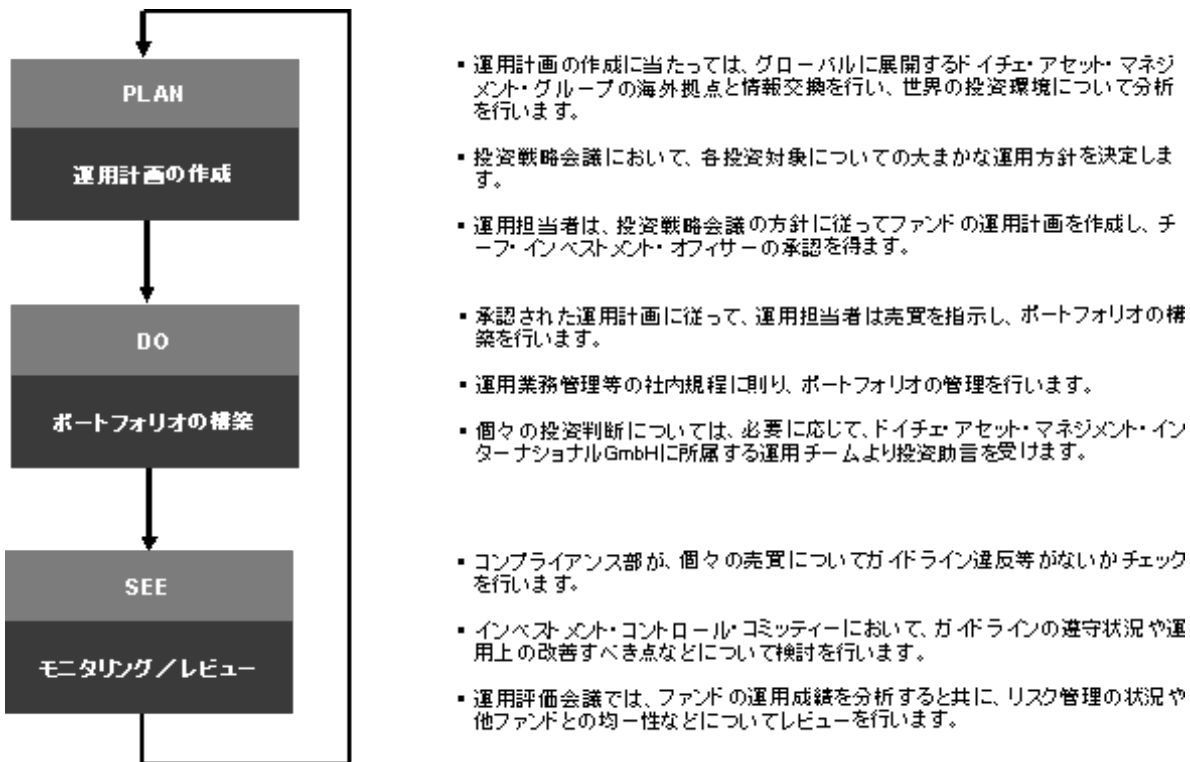 PLAN
運用計画の作成
▪ 運用計画の作成に当たっては、グローバルに展開するドイチェ・アセット・マネジ
メント・グループの海外拠点と情報交換を行い、世界の投資環境について分析
を行います。
▪ 投資戦略会議において、各投資対象についての大まかな運用方針を決定しま
す。
▪ 運用担当者は、投資戦略会議の方針に従ってファンドの運用計画を作成し、チ
ーフ・インベストメント・オフィサーの承認を得ます。
DO
ポートフォリオの構築
▪ 承認された運用計画に従って、運用担当者は売買を指示し、ポートフォリオの構
築を行います。
▪ 運用業務管理等の社内規程に則り、ポートフォリオの管理を行います。
▪ 個々の投資判断については、必要に応じて、ドイチェ・アセット・マネジメント・イン
ターナショナルGmbHに所属する運用チームより投資助言を受けます。
SEE
モニタリング/レビュー
▪ コンプライアンス部が、個々の売買についてガイドライン違反等がないかチェック
を行います。
▪ インベストメント・コントロール・コミッティーにおいて、ガイドラインの遵守状況や運
用上の改善すべき点などについて検討を行います。
▪ 運用評価会議では、ファンドの運用成績を分析すると共に、リスク管理の状況や
他ファンドとの均一性などについてレビューを行います。